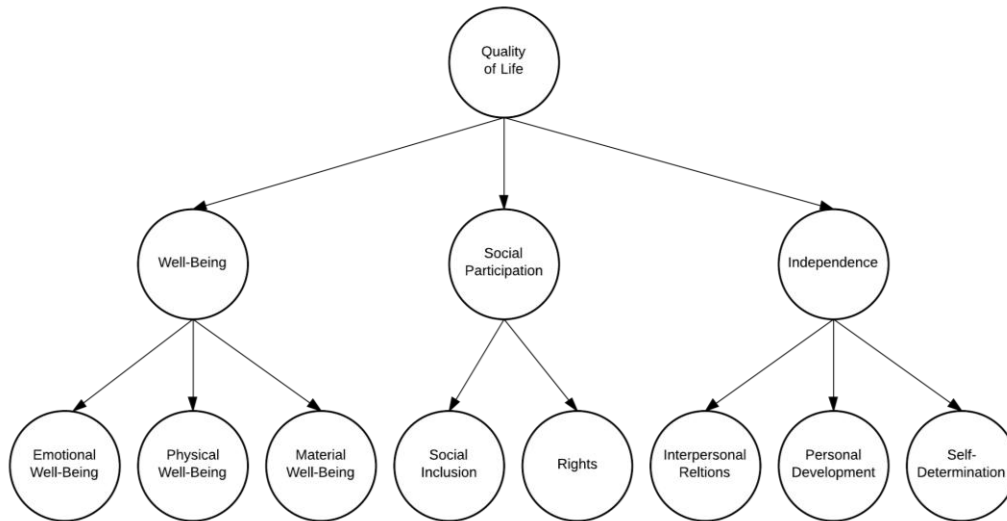 Quality
of Life
Well-Being
Social
Participation
Independence
Emotional
Well-Being
Physical
Well-Being
Material
Well-Being
Social
Inclusion
Rights
Interpersonal
Reltions
Personal
Development
Self-
Determination